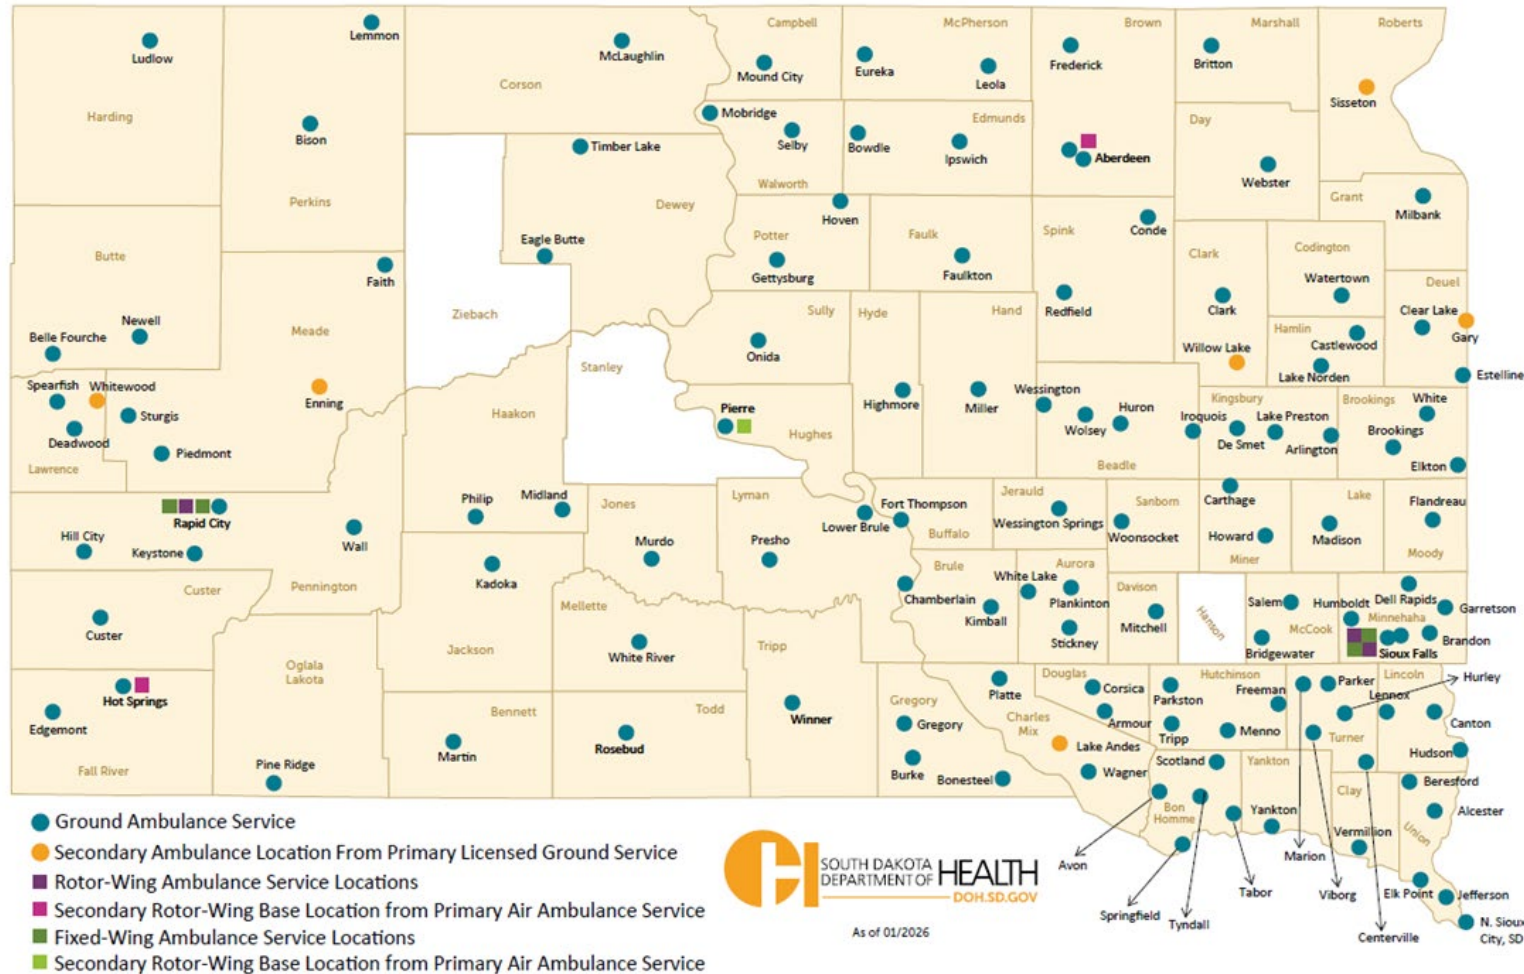 Campbell
McPherson
Brown
Marshall
Roberts
Lemmon
Ludlow
McLaughlin
Mound City
Eureka
Leola
Frederick
Britton
Corson
Sisteton
Harding
Bison
Mobridge
Selby
Bowdle
Edmunds
Ipswich
Aberdeen
Day
Timber Lake
Webster
Walworth
Perkins
Dewey
Hoven
Grant
Milbank
Conde
Potter
Faulk
Spink
Eagle Butte
Butte
Gettysburg
Faulkton
Clark
Codington
Faith
Watertown
Deuel
Redfield
Clark
Clear Lake
Ziebach
Sully
Hyde
Hand
Newell
Meade
Belle Fourche
Onida
Hamlin
Castlewood
Gary
Willow Lake
Stanley
Lake Norden
Estelline
Spearfish
Whitewood
Enning
Sturgis
Haakon
Pierre
Highmore
Miller
Wessington
Kingsbury
Brookings
White
Deadwood
Huron
Iroquois
Lake Preston
Wolsey
De Smet
Arlington
Brookings
Hughes
Piedmont
Lawrence
Beadle
Elkton
Philip
Midland
Jones
Lyman
Fort Thompson
Jerauld
Sanborn
Carthage
Lake
Flandreau
Rapid City
Lower Brule
Wessington Springs
Woonsocket
Hill City
Keystone
Wall
Murdo
Presho
Buffalo
Howard
Madison
Miner
Moody
Kadoka
Brule
Aurora
White Lake
Custer
Pennington
Davison
Chamberlain
Plankinton
Hanson
Salem
Humboldt
Dell Rapids
Garretson
Mellette
Kimball
Custer
Stickney
Mitchell
McCook
Minnehaha
Brandon
Bridgewater
Sioux Falls
Jackson
White River
Tripp
Oglala
Lakota
Douglas
Hutchinson
Lincoln
Hot Springs
Platte
Corsica
Parkston
Freeman
Parker
Hurley
Lennox
Edgemont
Bennett
Todd
Winner
Gregory
Gregory
Charles
Mix
Armour
Tripp
Menno
Canton
Turner
Martin
Rosebud
Lake Andes
Hudson
Fall River
Pine Ridge
Burke
Bonesteel
Wagner
Scotland
Yankton
Beresford
Clay
Bon
Homme
Yankton
Alcester
Vermillion
Union
Avon
Marion
Springfield
Tyndall
Tabor
Viborg
Elk Point
Jefferson
Centerville
N. Sioux
City, SD
Ground Ambulance Service
Secondary Ambulance Location From Primary Licensed Ground Service
Rotor-Wing Ambulance Service Locations
Secondary Rotor-Wing Base Location from Primary Air Ambulance Service
Fixed-Wing Ambulance Service Locations
Secondary Rotor-Wing Base Location from Primary Air Ambulance Service
SOUTH DAKOTA
DEPARTMENT OF HEALTH
DOH.SD.GOV
As of 01/2026